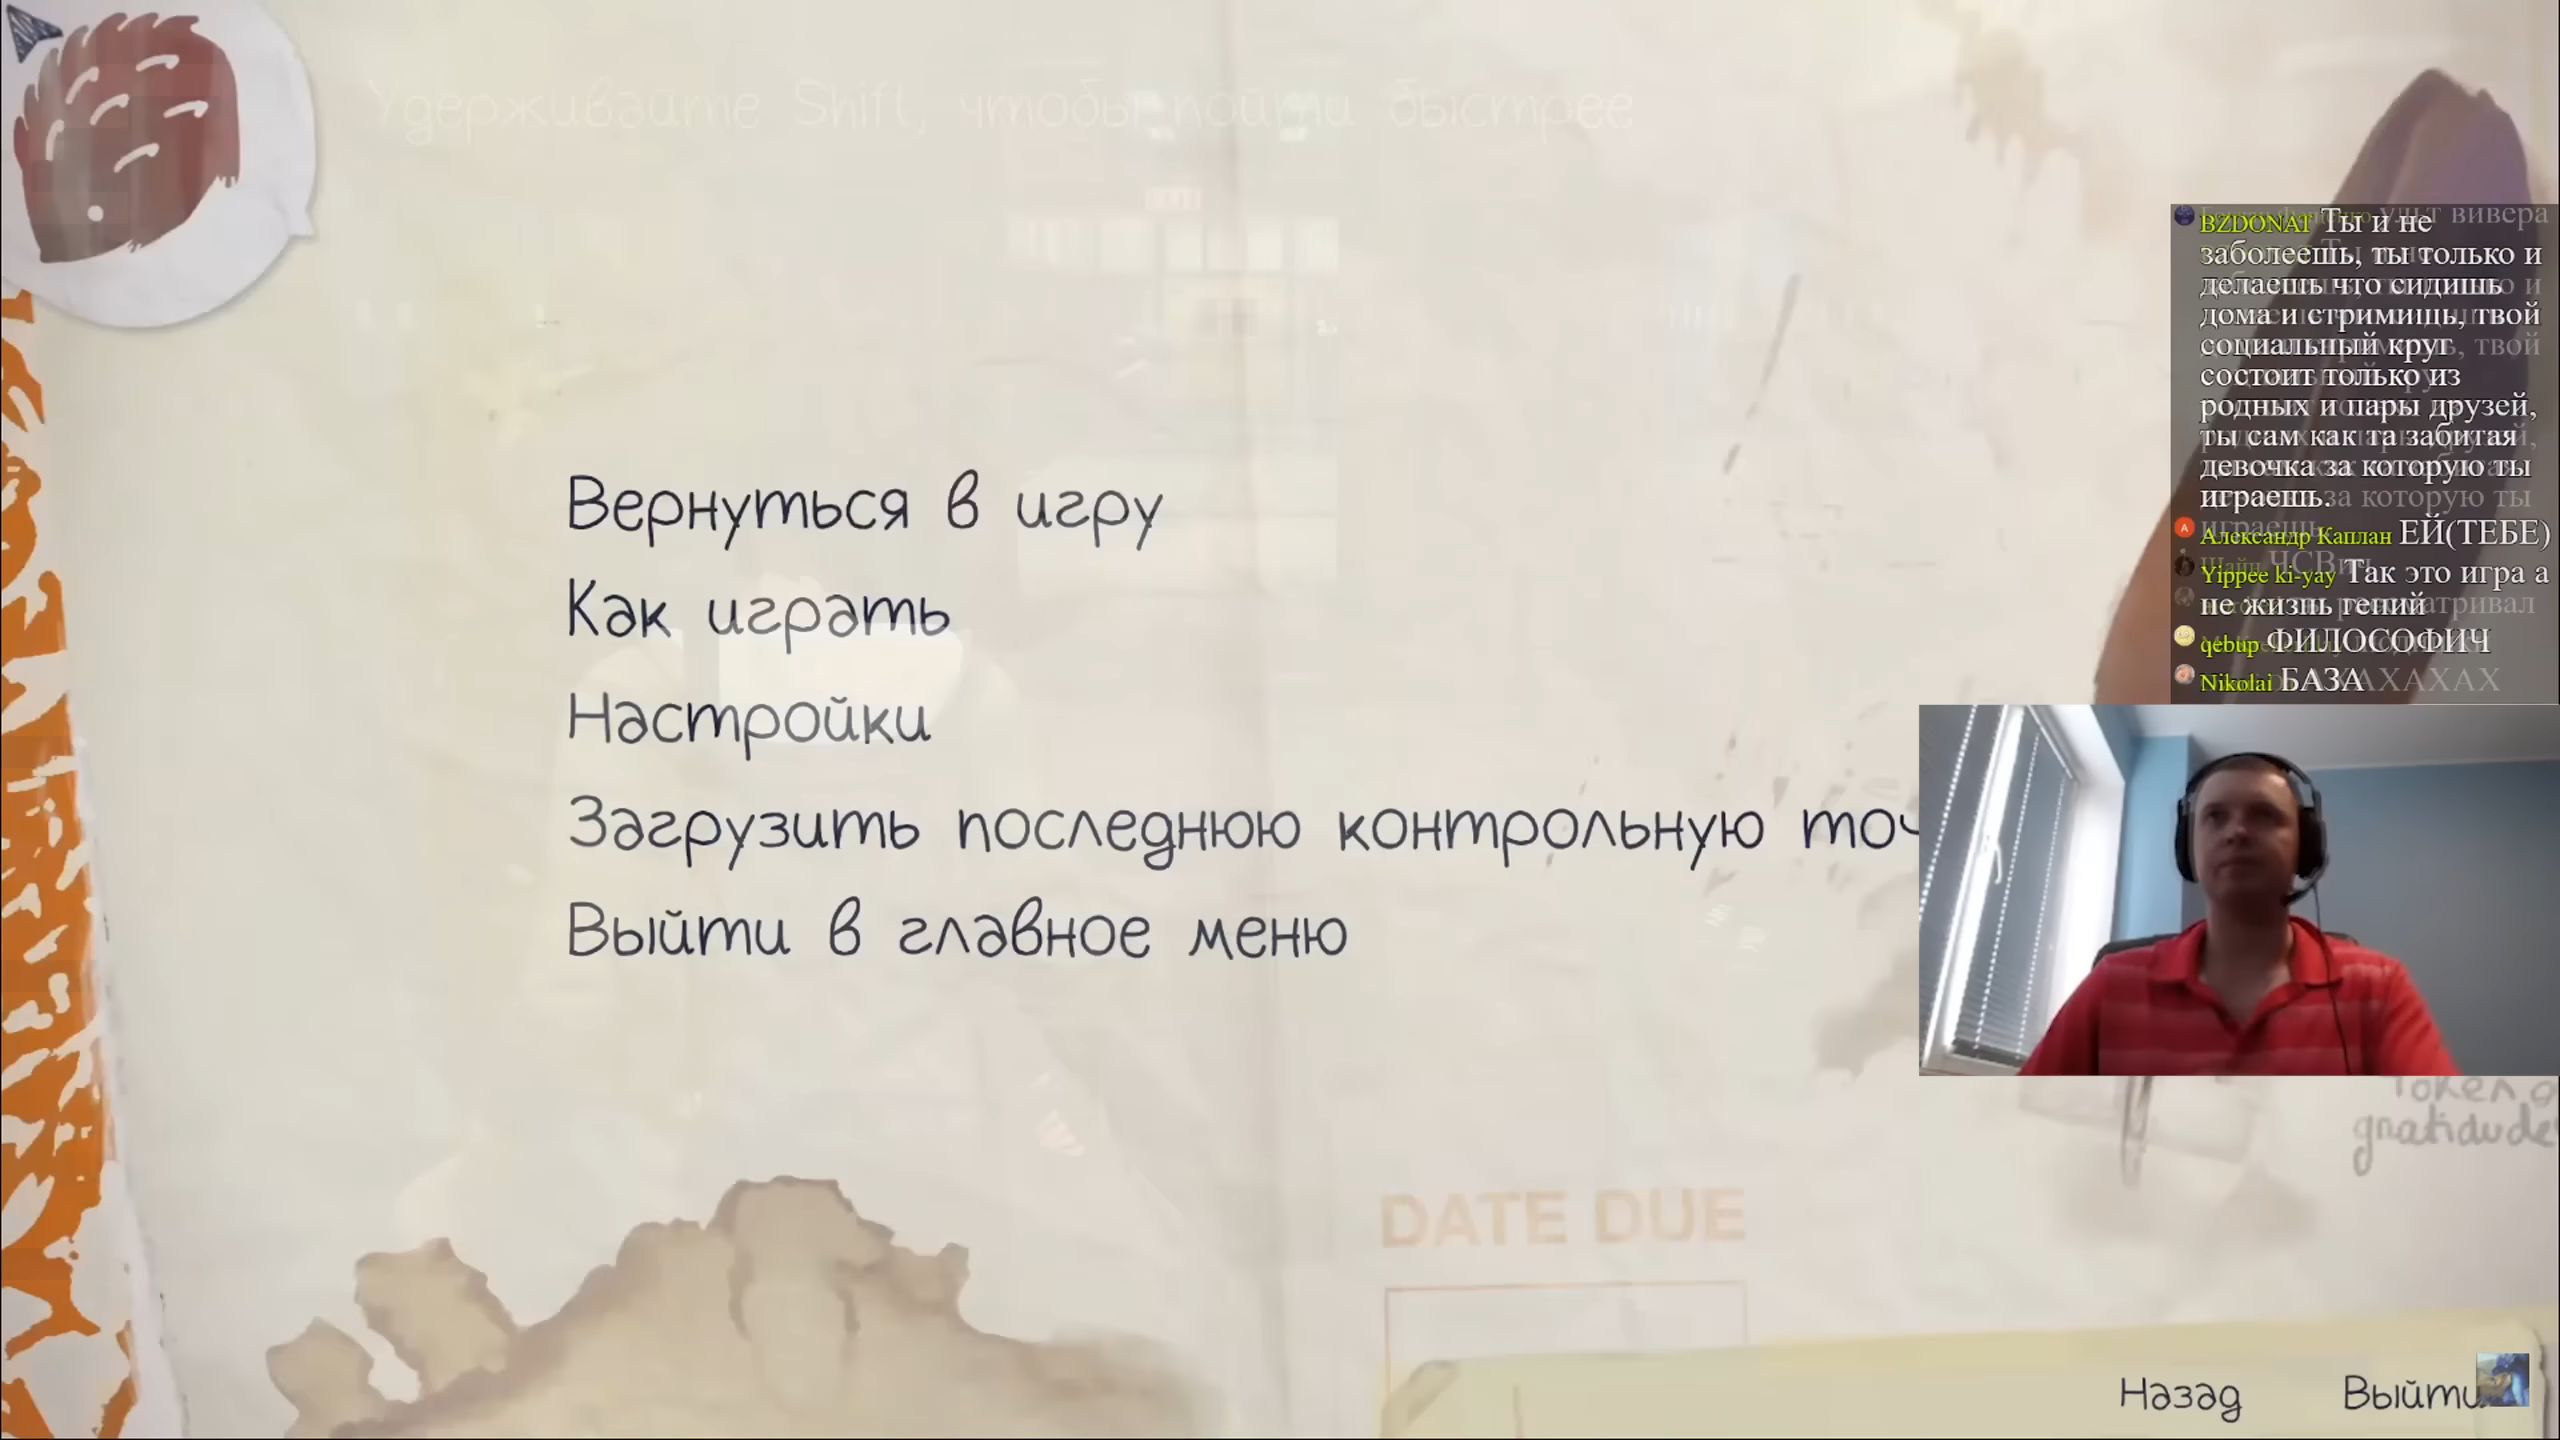 Удерживайте Shift, чтобы пойти быстрее
BZDONAT Ты и не
заболеешь, ты только и
делаешь что сидишь
дома и стримишь, твой
социальный круг
состоит только из
родных и пары друзей,
ты сам как та забитая
девочка за которую ты
играешь.
Александр Каплан ЕЙ(ТЕБЕ)
Yippee ki-yay Так это игра а
не жизнь гений
qebup ФИЛОСОФИЧ
Nikolai БАЗА
Вернуться в игру
Как играть
Настройки
Загрузить последнюю контрольную точ
Выйти в главное меню
gratidude
DATE DUE
Назад Выйти